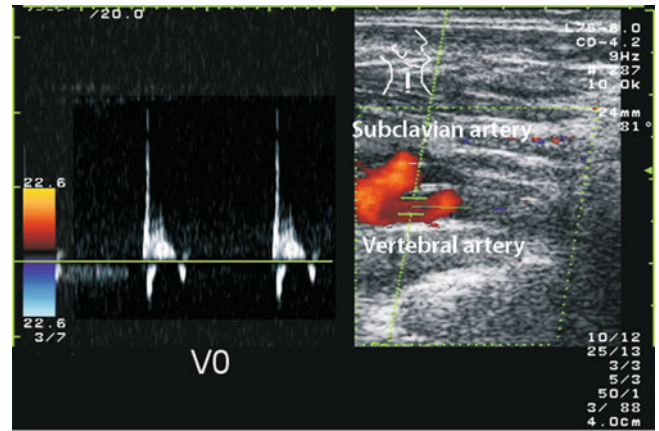 /20.0
22.6
22.6
3/7
V0
L75-8.0
CD-4.2
9Hz
# 287
10.0k
24mm
81°
Subclavian artery
Vertebral artery
10/12
25/13
3/3
5/3
50/1
3/ 88
4.0cm